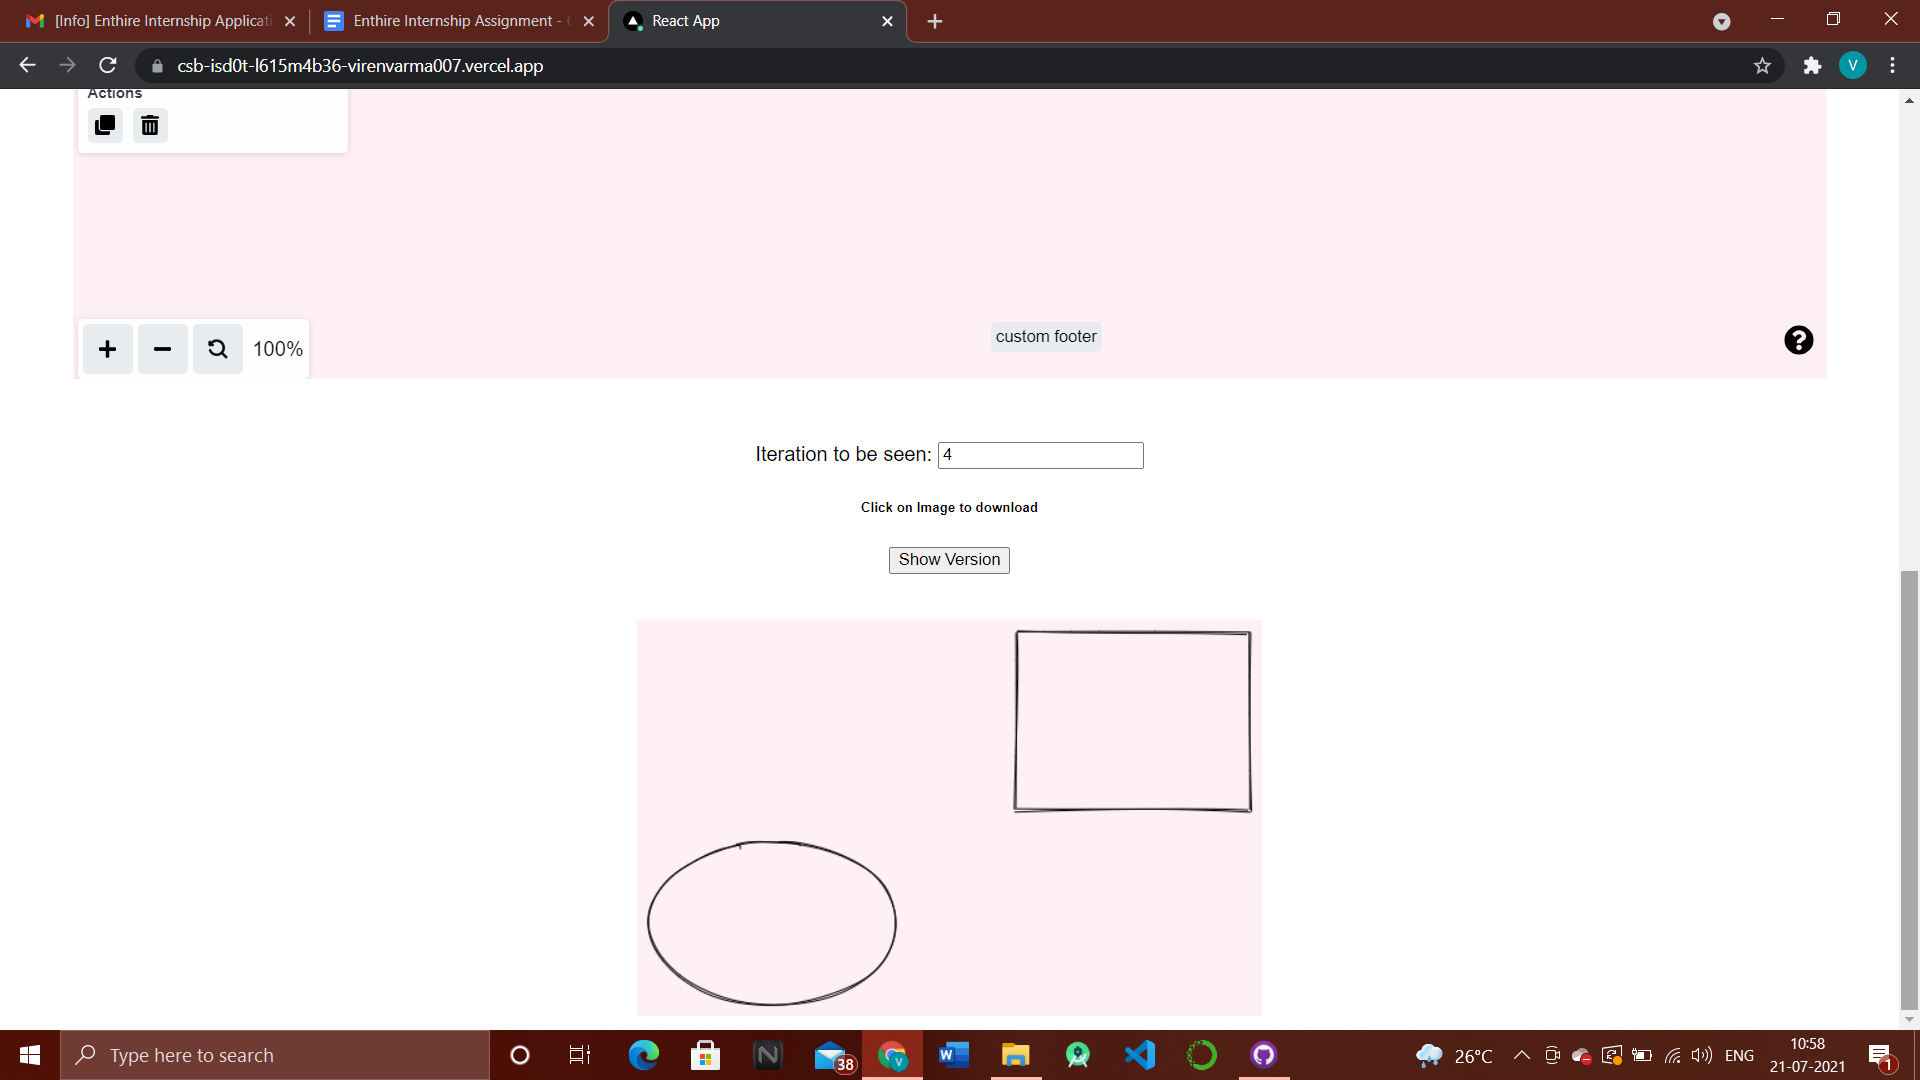 [Info] Enthire Internship Applicati
Enthire Internship Assignment -
React App
csb-isd0t-l615m4b36-virenvarma007.vercel.app
V
Actions
100%
custom footer
?
Iteration to be seen: 4
Click on Image to download
Show Version
Type here to search
N
38
V
W
26°C
ENG
10:58
21-07-2021
1